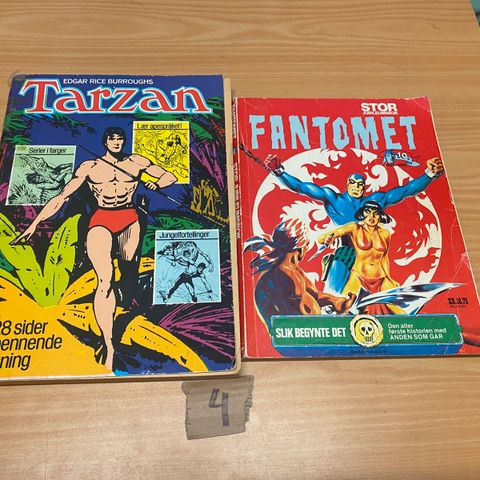 EDGAR RICE BURROUGHS
Tarzan
Lær apespråket!
Serier i farger
Jungelfortellinger
28 sider
ennende
ning
STOR
FANTOMET
SLIK BEGYNTE DET
Den aller
første historien med
ANDEN SOM GÅR
4